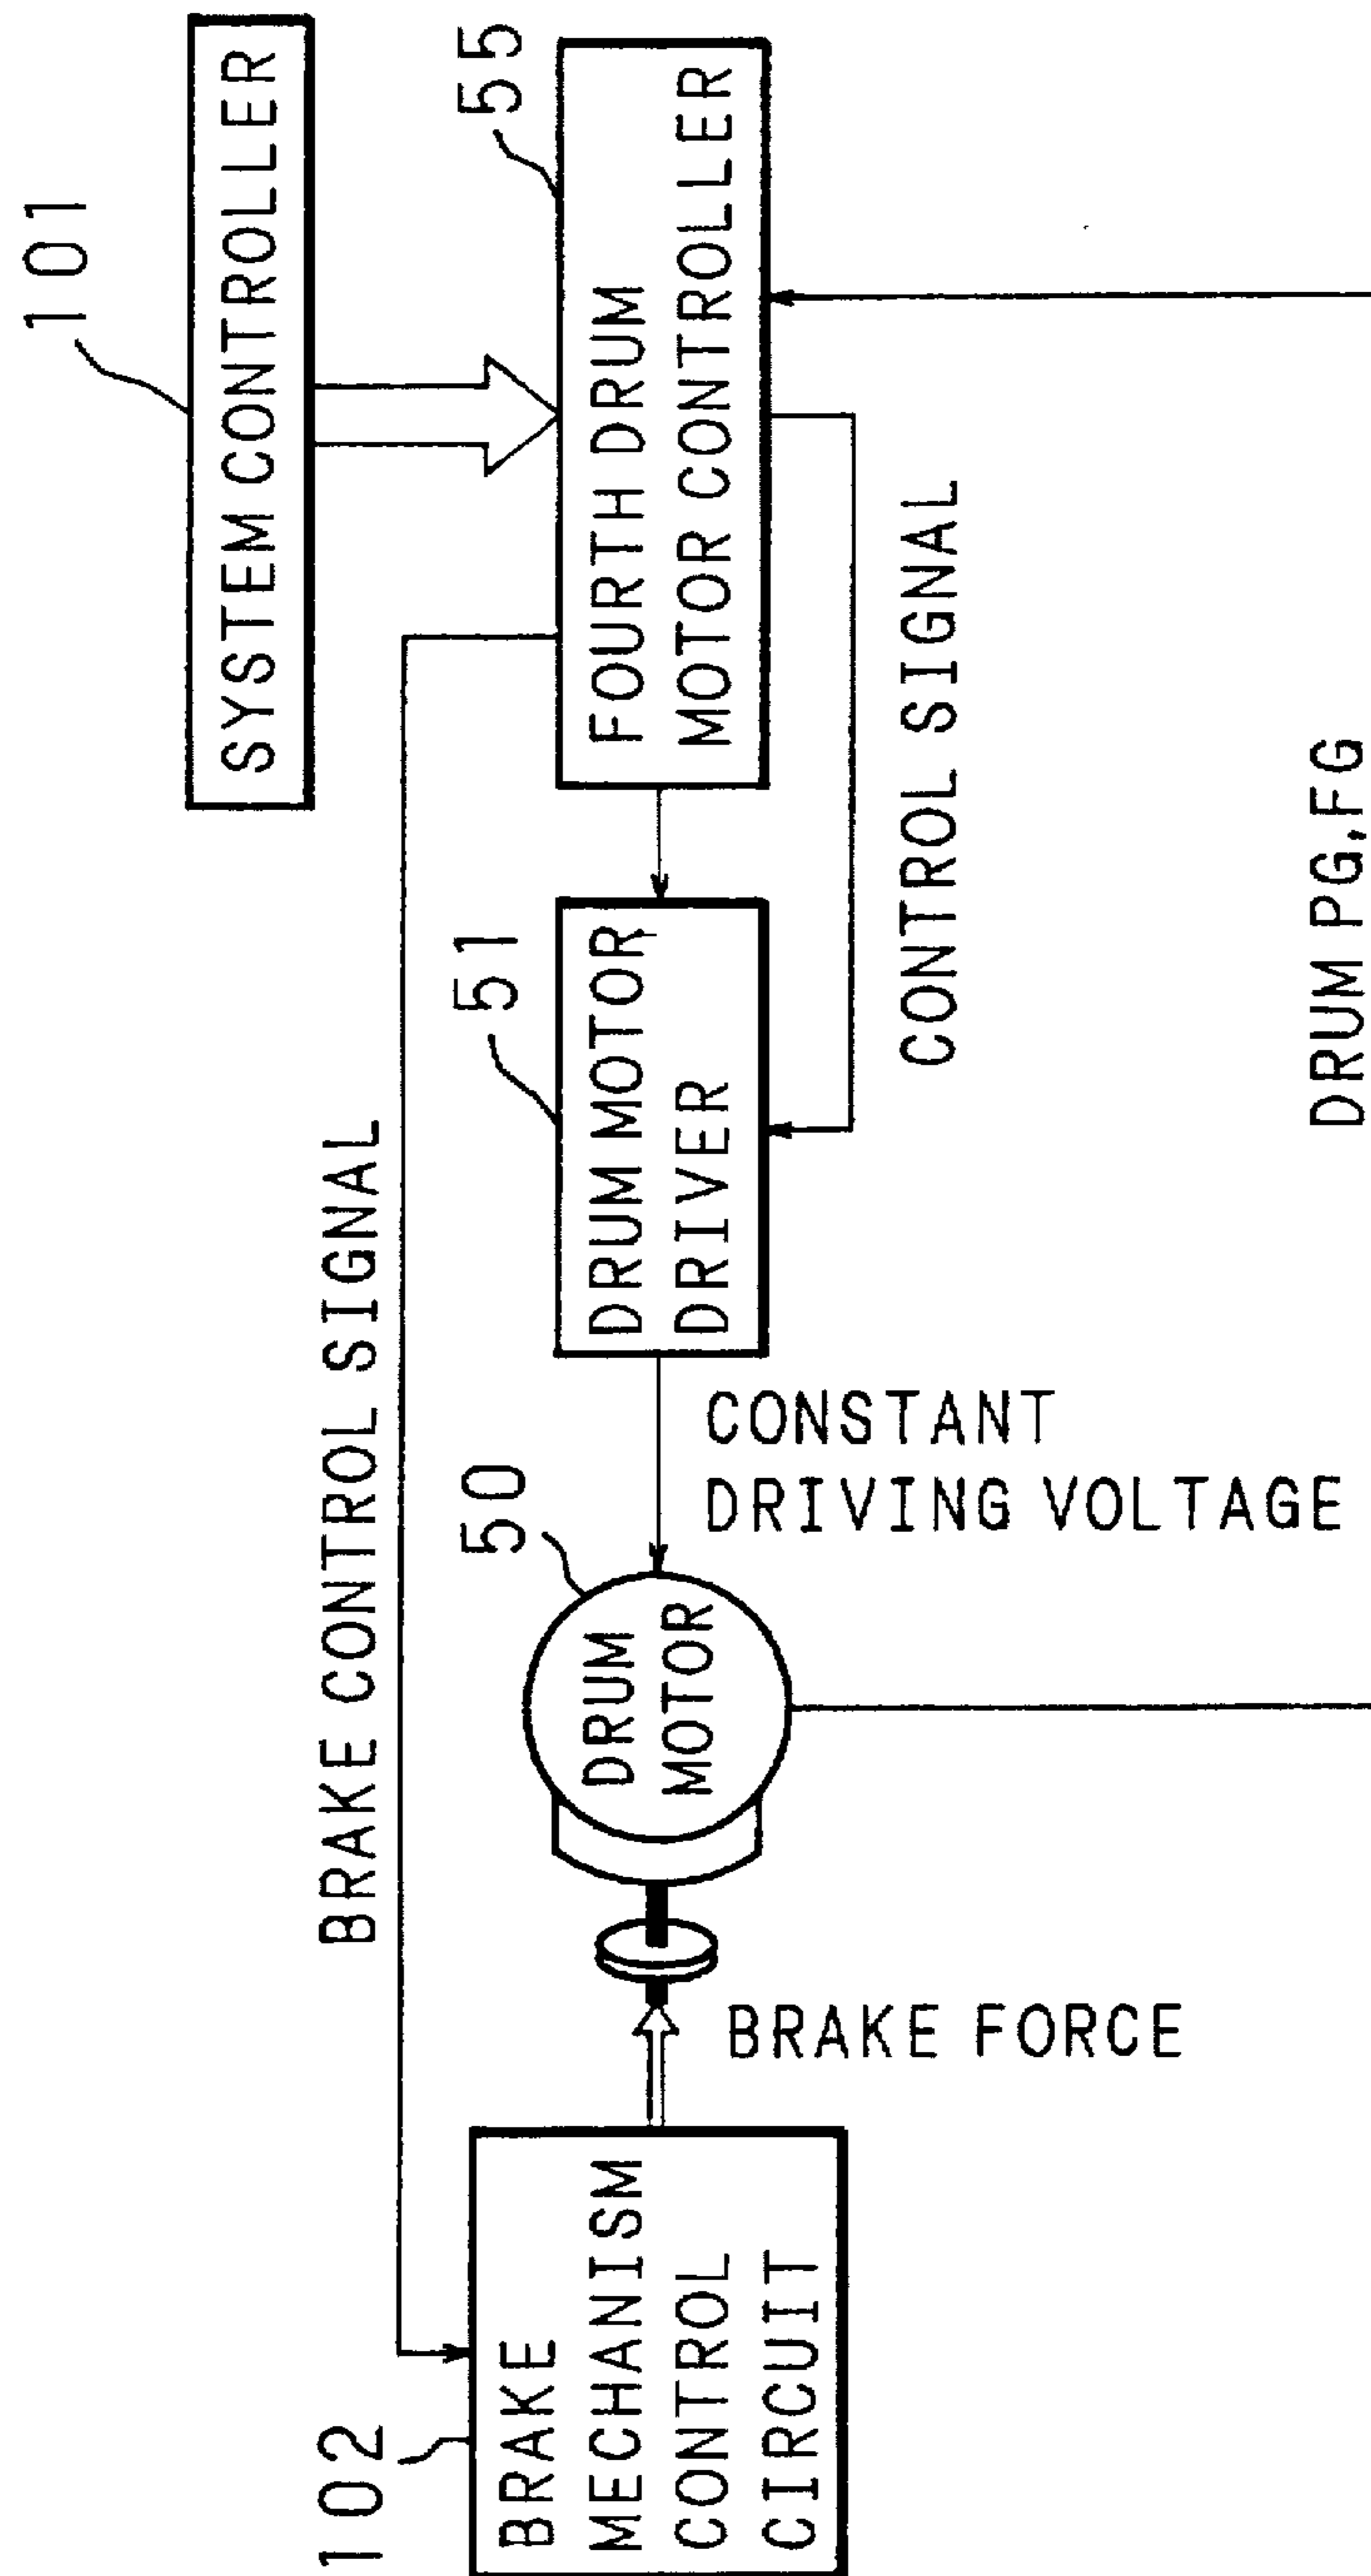 101
SYSTEM CONTROLLER
BRAKE CONTROL SIGNAL
102
BRAKE
MECHANISM
CONTROL
CIRCUIT
BRAKE FORCE
50
DRUM
MOTOR
CONSTANT
DRIVING VOLTAGE
51
DRUM MOTOR
DRIVER
55
FOURTH DRUM
MOTOR CONTROLLER
CONTROL SIGNAL
DRUM PG,FG